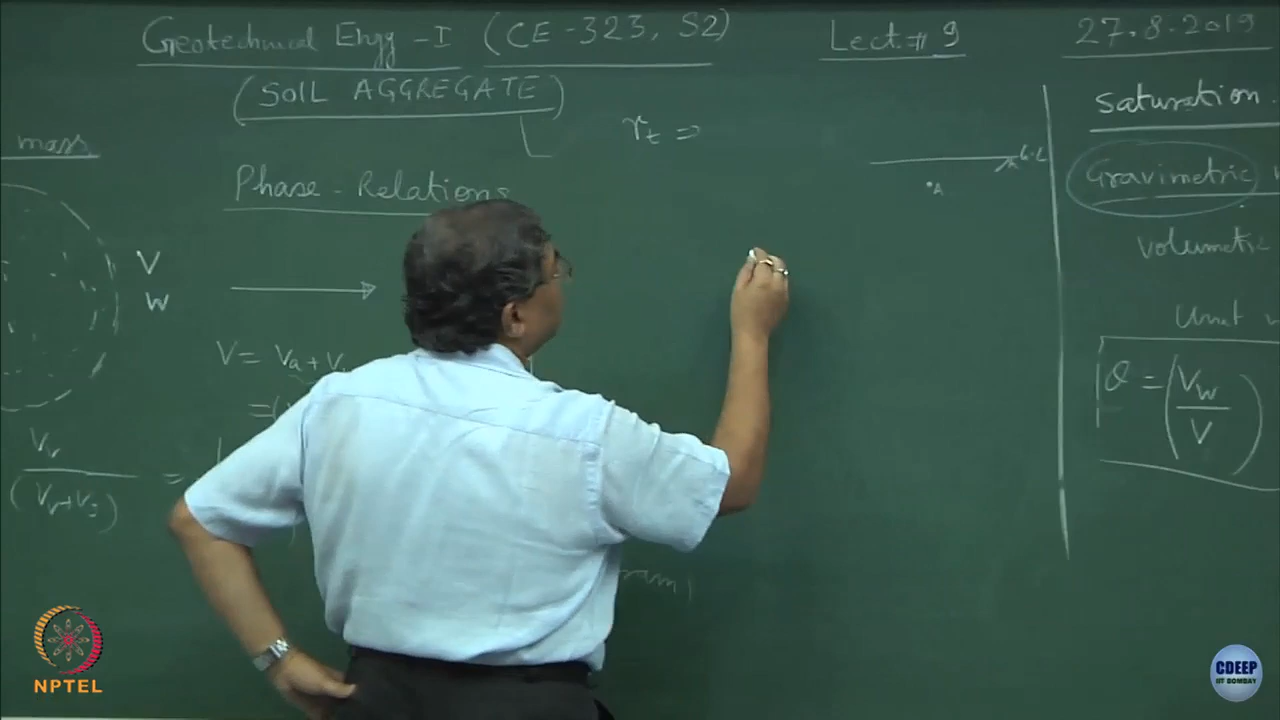 Geotechnical Engg - I (CE-323, S2) Lect. # 9 27.8.2019
(SOIL AGGREGATE)
mass
Phase - Relations
V
W
V = Va + V
= (V
Vv
(Vv+Vs)
=
γt =
G.L
A
Saturation
Gravimetric
volumetric
Unit
θ = (Vw / V)
ram
NPTEL
CDEEP
IIT BOMBAY